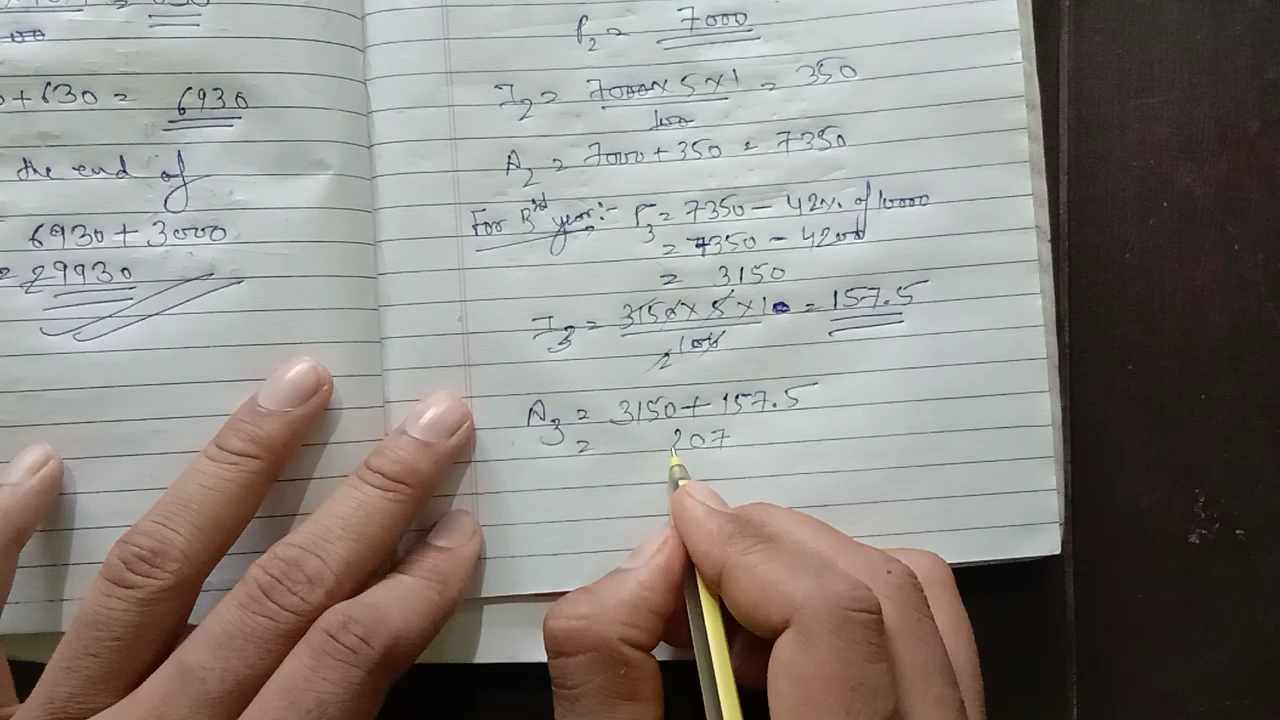 +630 = 6930
the end of
6930 + 3000
= 29930
P2 = 7000
I2 = 7000 × 5 × 1 = 350
100
A2 = 7000 + 350 = 7350
For 3rd year:- P3 = 7350 - 42% of 10000
= 7350 - 4200
= 3150
I3 = 3150 × 5 × 1 = 157.5
2 100
A3 = 3150 + 157.5
= 207